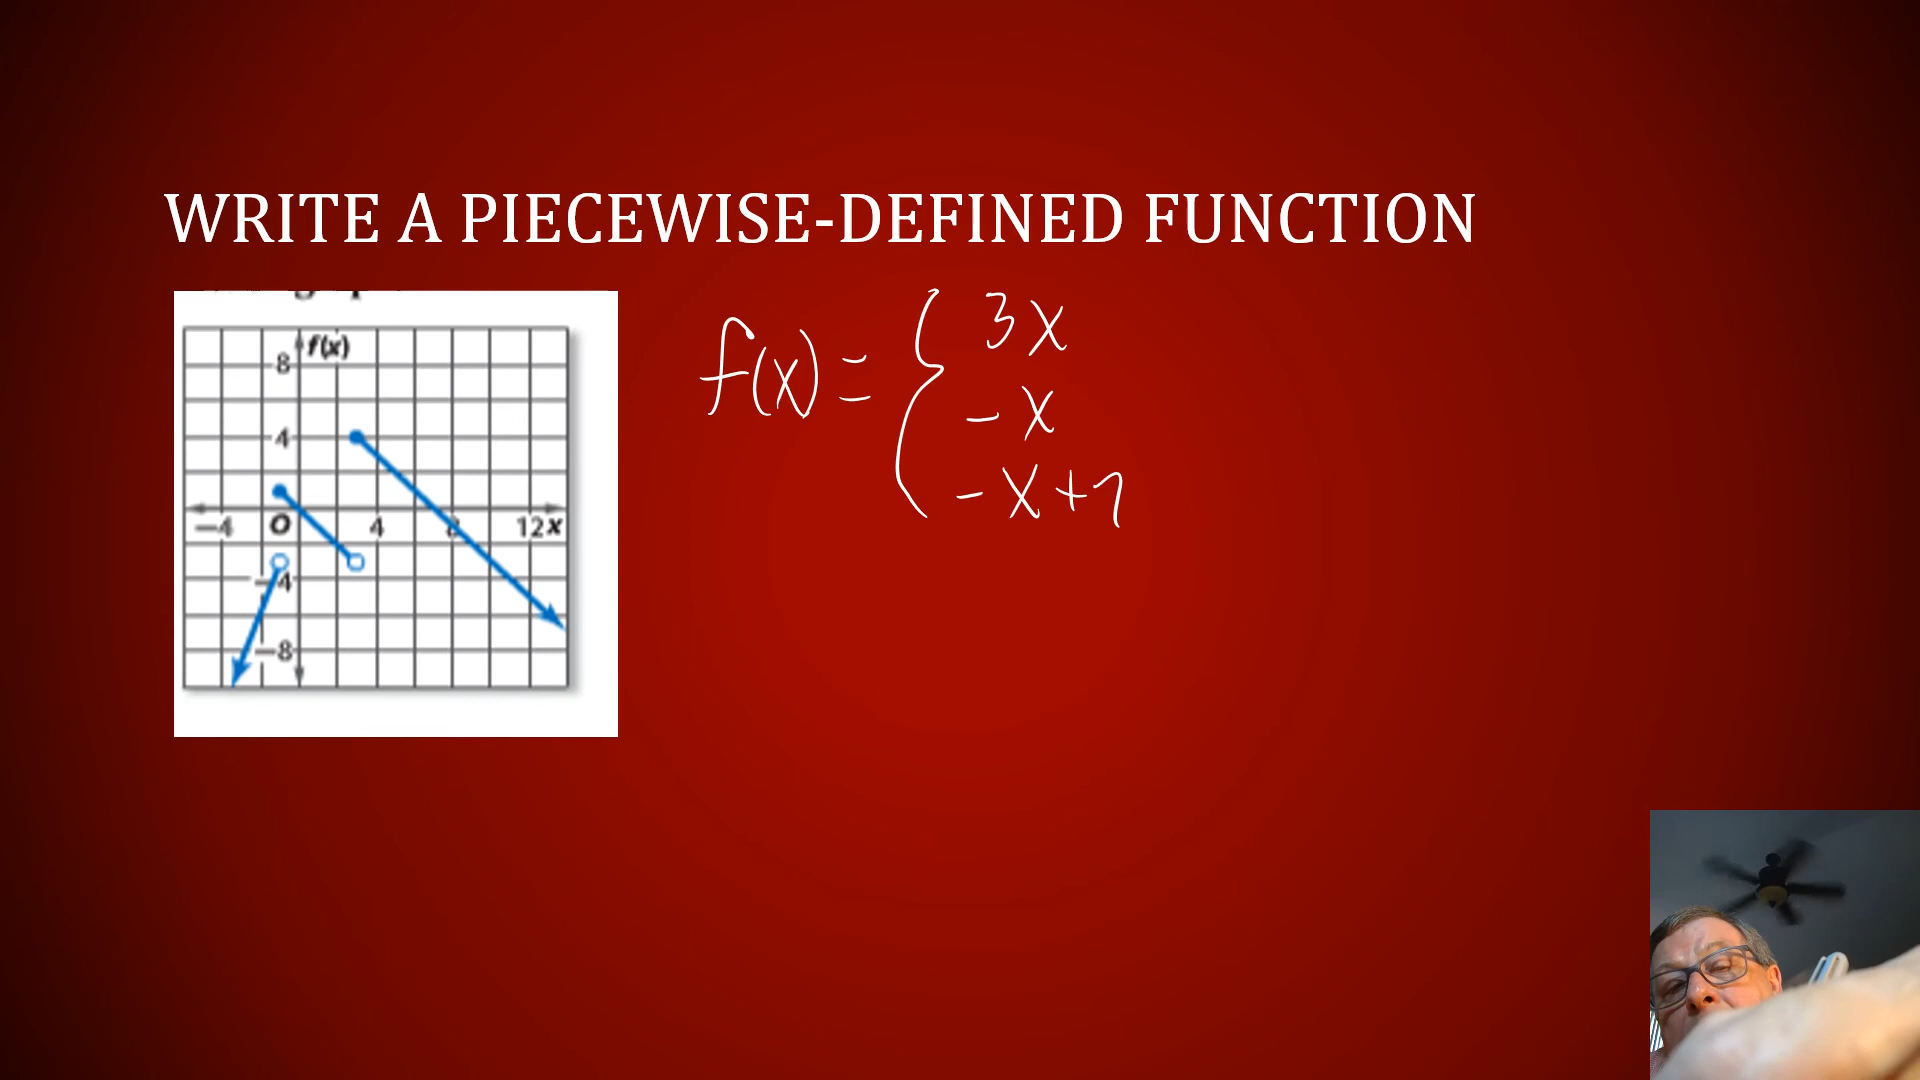 WRITE A PIECEWISE-DEFINED FUNCTION
f(x)
8
4
-4 O 4 8 12 x
-4
-8
f(x) = { 3x
-x
-x+7